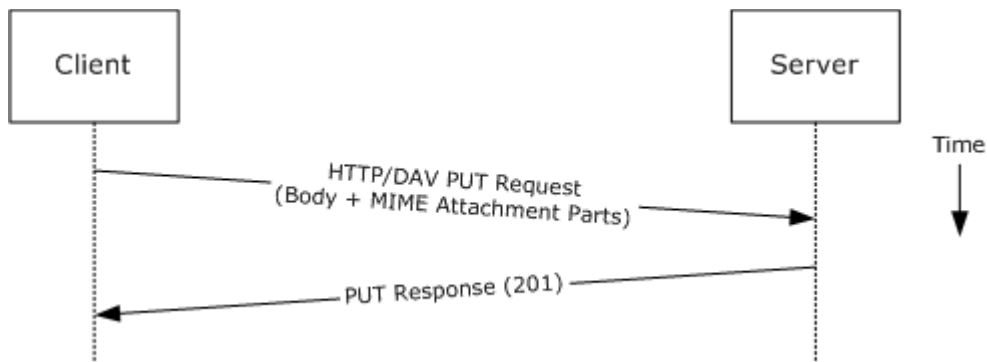 Client
Server
Time
HTTP/DAV PUT Request
(Body + MIME Attachment Parts)
PUT Response (201)